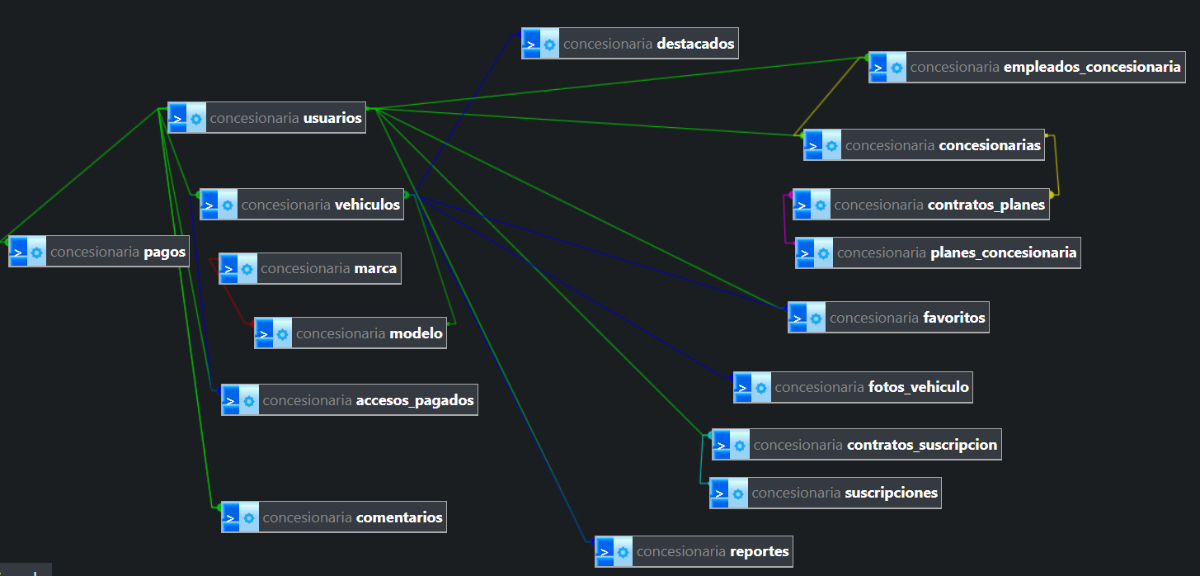 concesionaria destacados
concesionaria empleados_concesionaria
concesionaria usuarios
concesionaria concesionarias
concesionaria vehiculos
concesionaria contratos_planes
concesionaria pagos
concesionaria planes_concesionaria
concesionaria marca
concesionaria favoritos
concesionaria modelo
concesionaria fotos_vehiculo
concesionaria accesos_pagados
concesionaria contratos_suscripcion
concesionaria suscripciones
concesionaria comentarios
concesionaria reportes